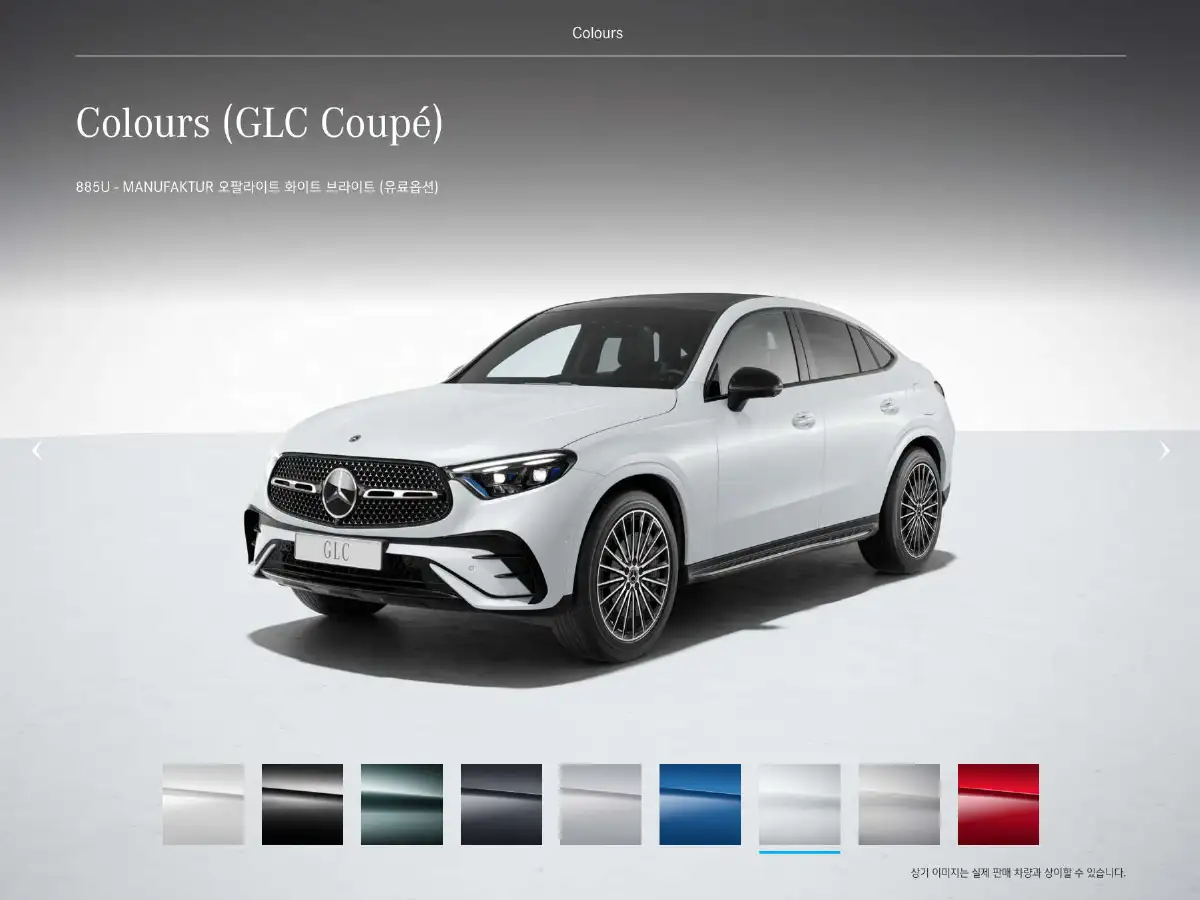 Colours
Colours (GLC Coupé)
885U - MANUFAKTUR 오팔라이트 화이트 브라이트 (유료옵션)
GLC
상기 이미지는 실제 판매 차량과 상이할 수 있습니다.